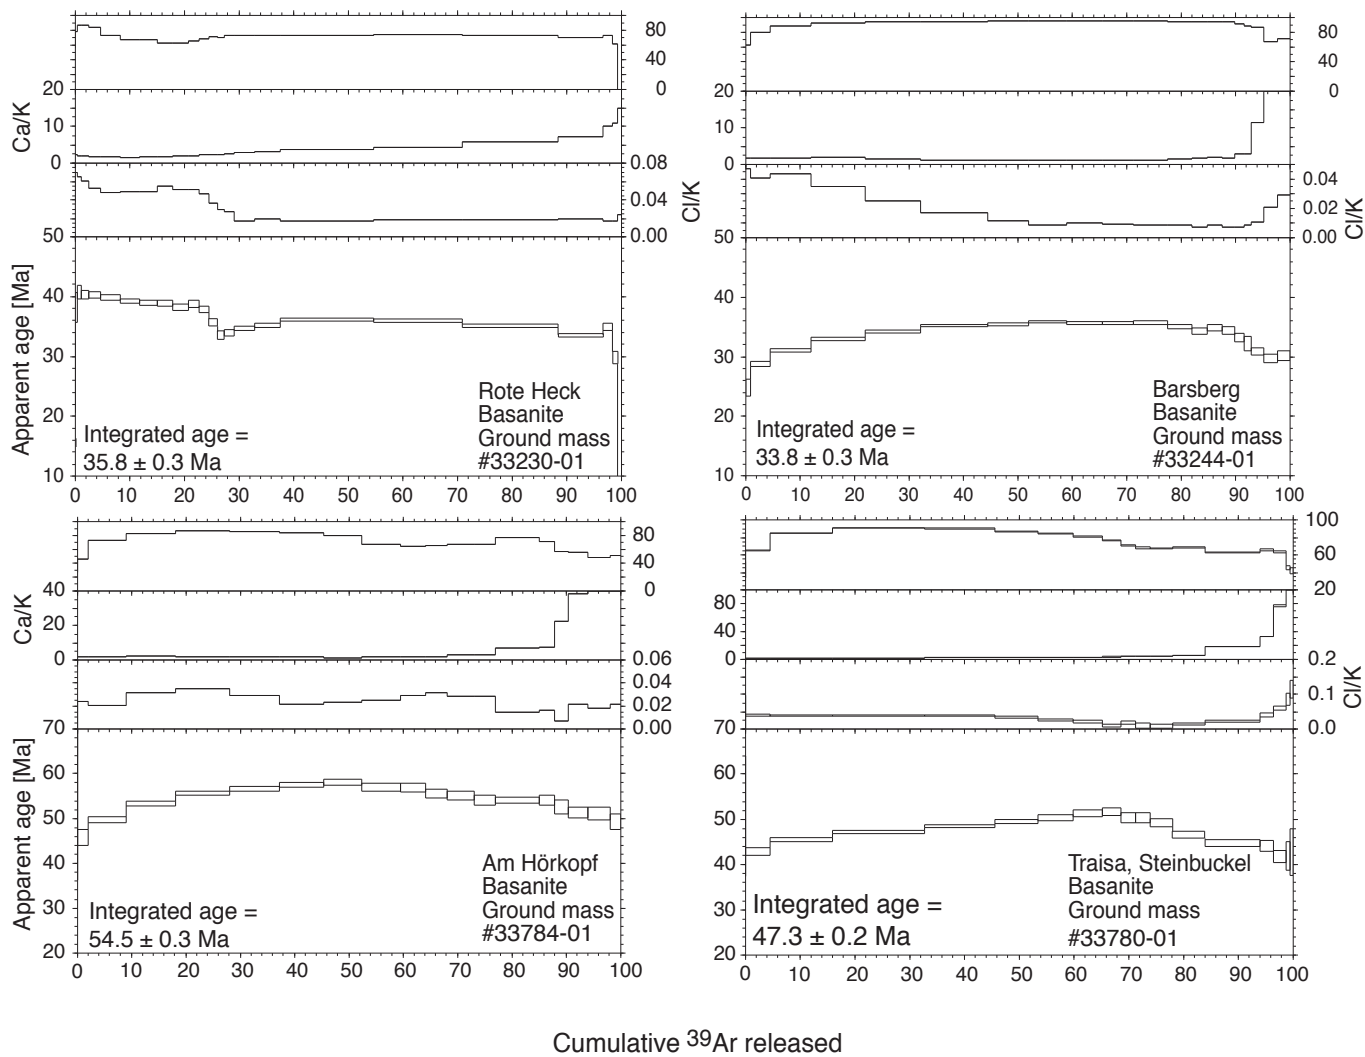 80
40
0
20
Ca/K
10
0
0.08
0.04
0.00
Cl/K
50
Apparent age [Ma]
40
30
20
10
Rote Heck
Basanite
Ground mass
#33230-01
Integrated age =
35.8 ± 0.3 Ma
0 10 20 30 40 50 60 70 80 90 100
80
40
0
20
10
0
0.04
0.02
0.00
Cl/K
50
40
30
20
10
Barsberg
Basanite
Ground mass
#33244-01
Integrated age =
33.8 ± 0.3 Ma
0 10 20 30 40 50 60 70 80 90 100
80
40
0
40
Ca/K
20
0
0.06
0.04
0.02
0.00
70
Apparent age [Ma]
60
50
40
30
20
Am Hörkopf
Basanite
Ground mass
#33784-01
Integrated age =
54.5 ± 0.3 Ma
0 10 20 30 40 50 60 70 80 90 100
100
60
20
80
40
0
0.2
0.1
0.0
Cl/K
70
60
50
40
30
20
Traisa, Steinbuckel
Basanite
Ground mass
#33780-01
Integrated age =
47.3 ± 0.2 Ma
0 10 20 30 40 50 60 70 80 90 100
Cumulative 39Ar released